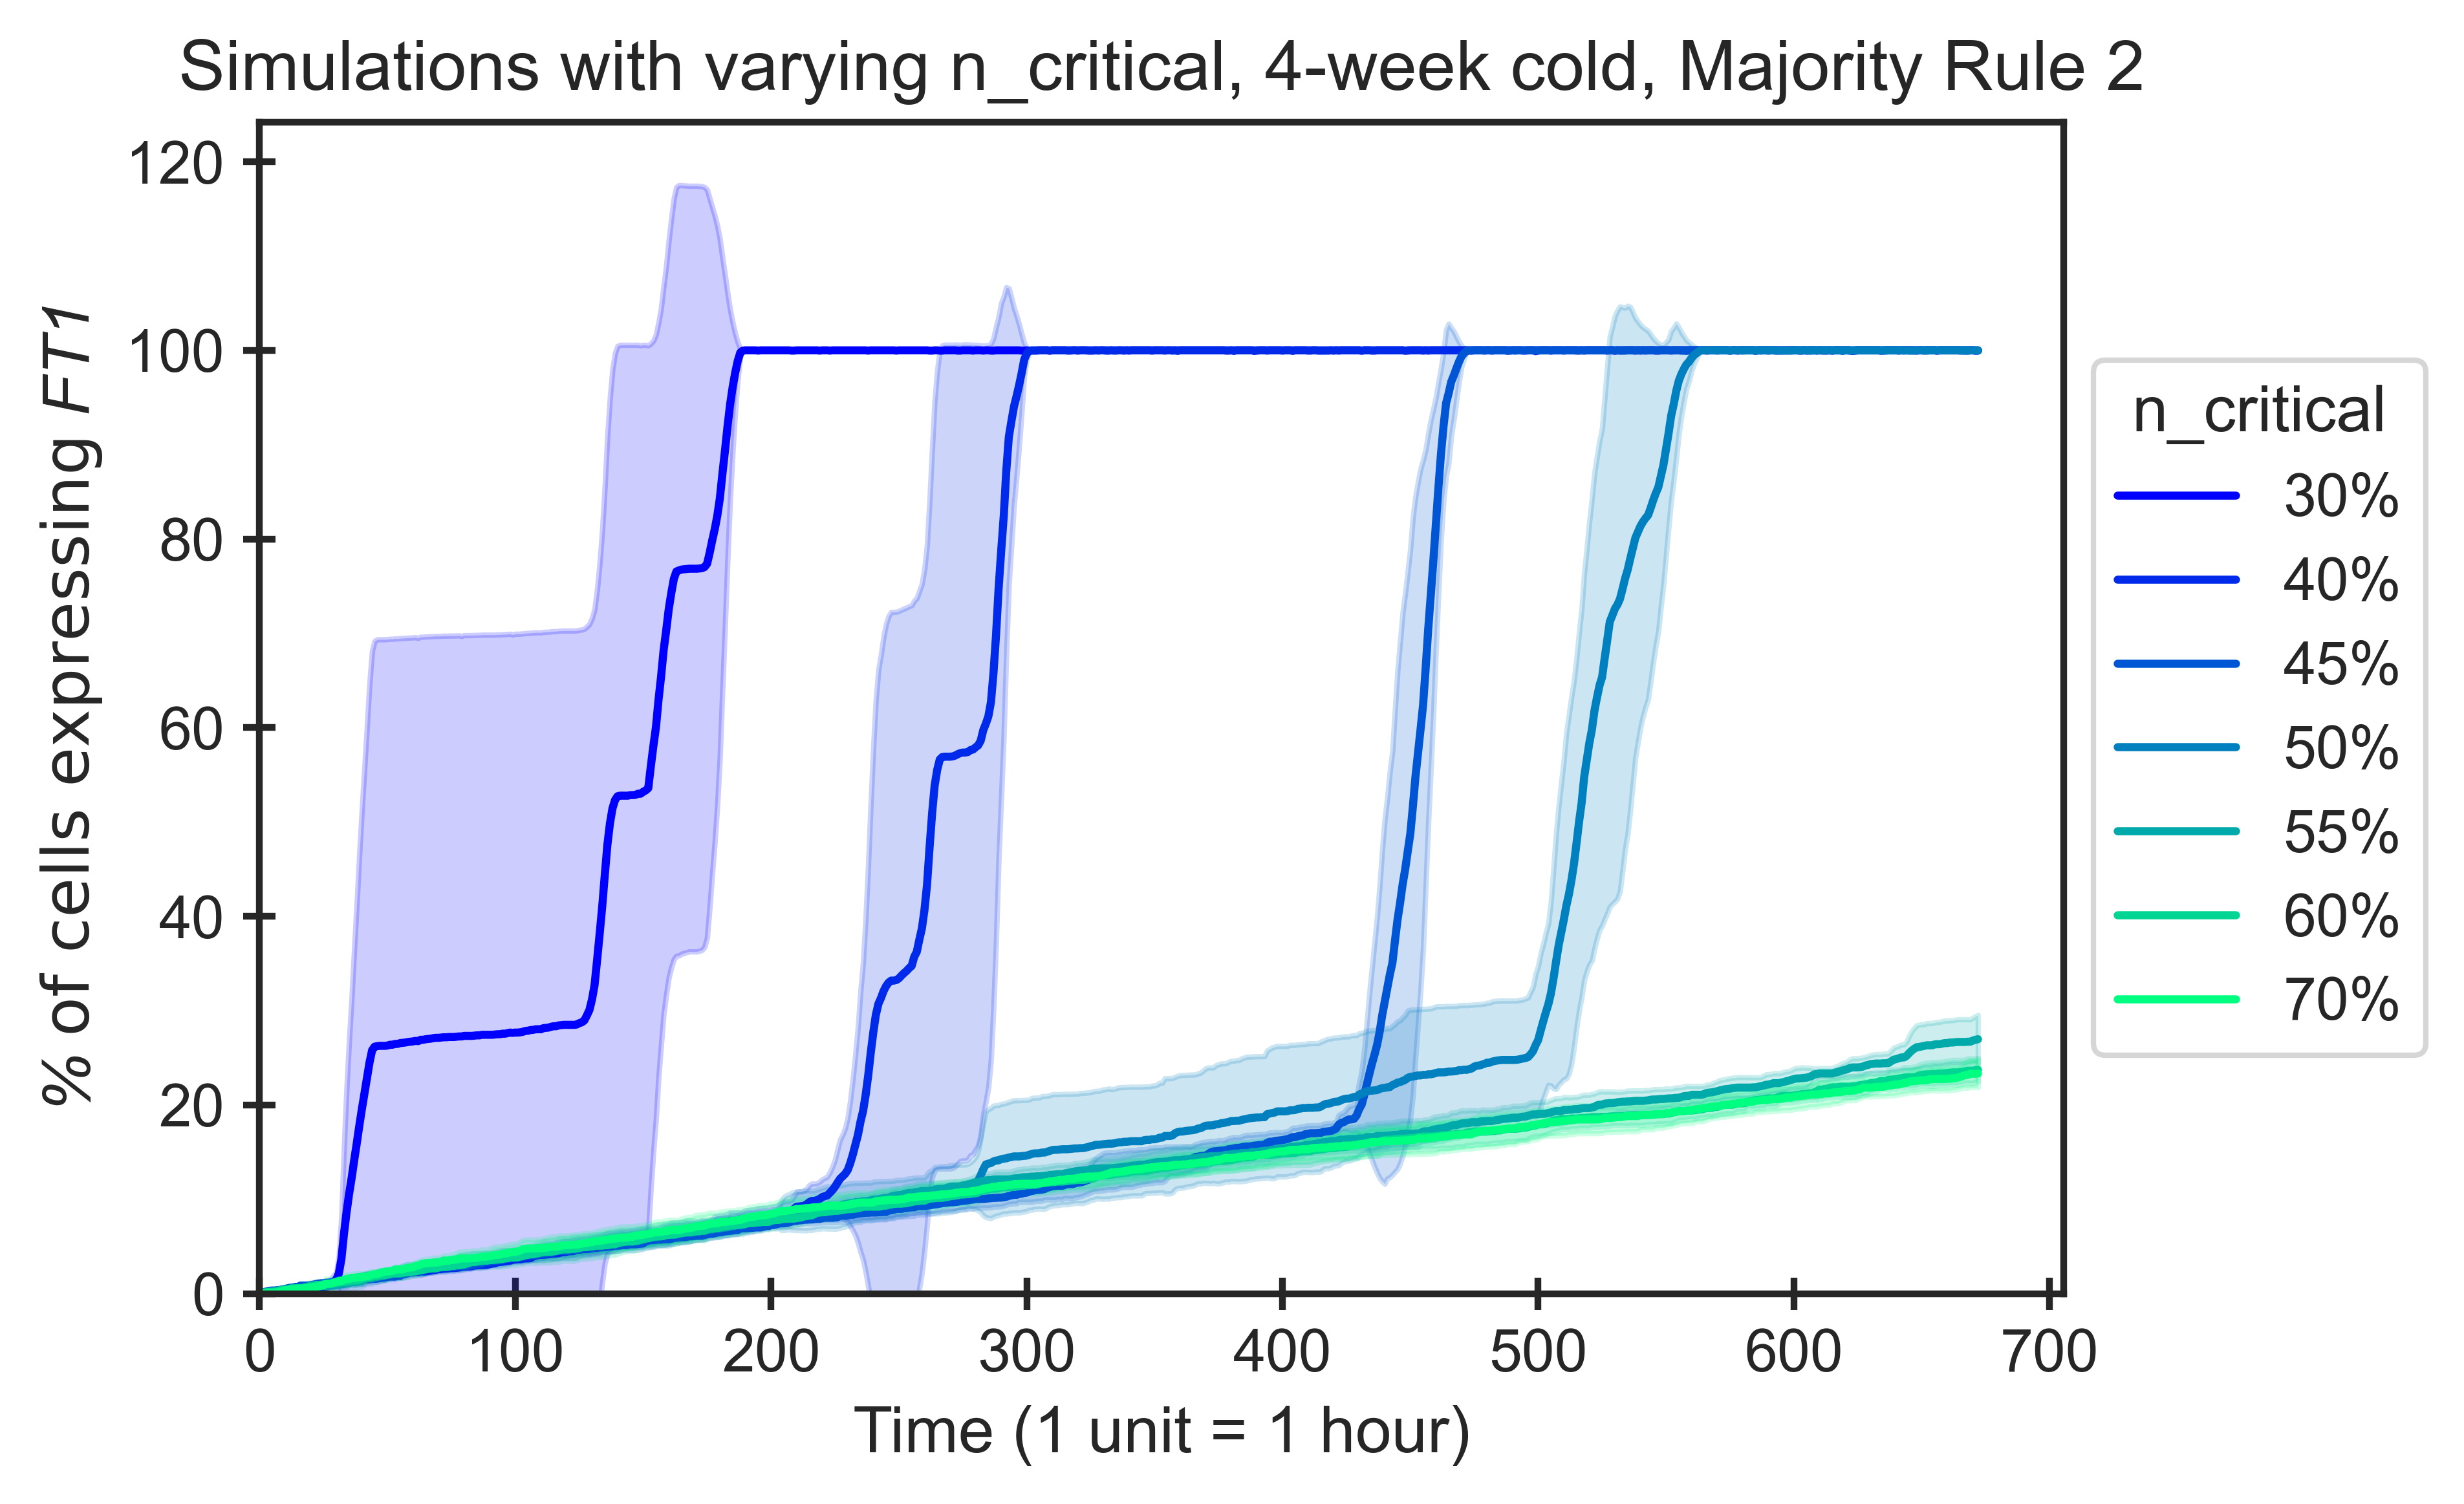 Simulations with varying n_critical, 4-week cold, Majority Rule 2
% of cells expressing FT1
120
100
80
60
40
20
0
0 100 200 300 400 500 600 700
Time (1 unit = 1 hour)
n_critical
30%
40%
45%
50%
55%
60%
70%